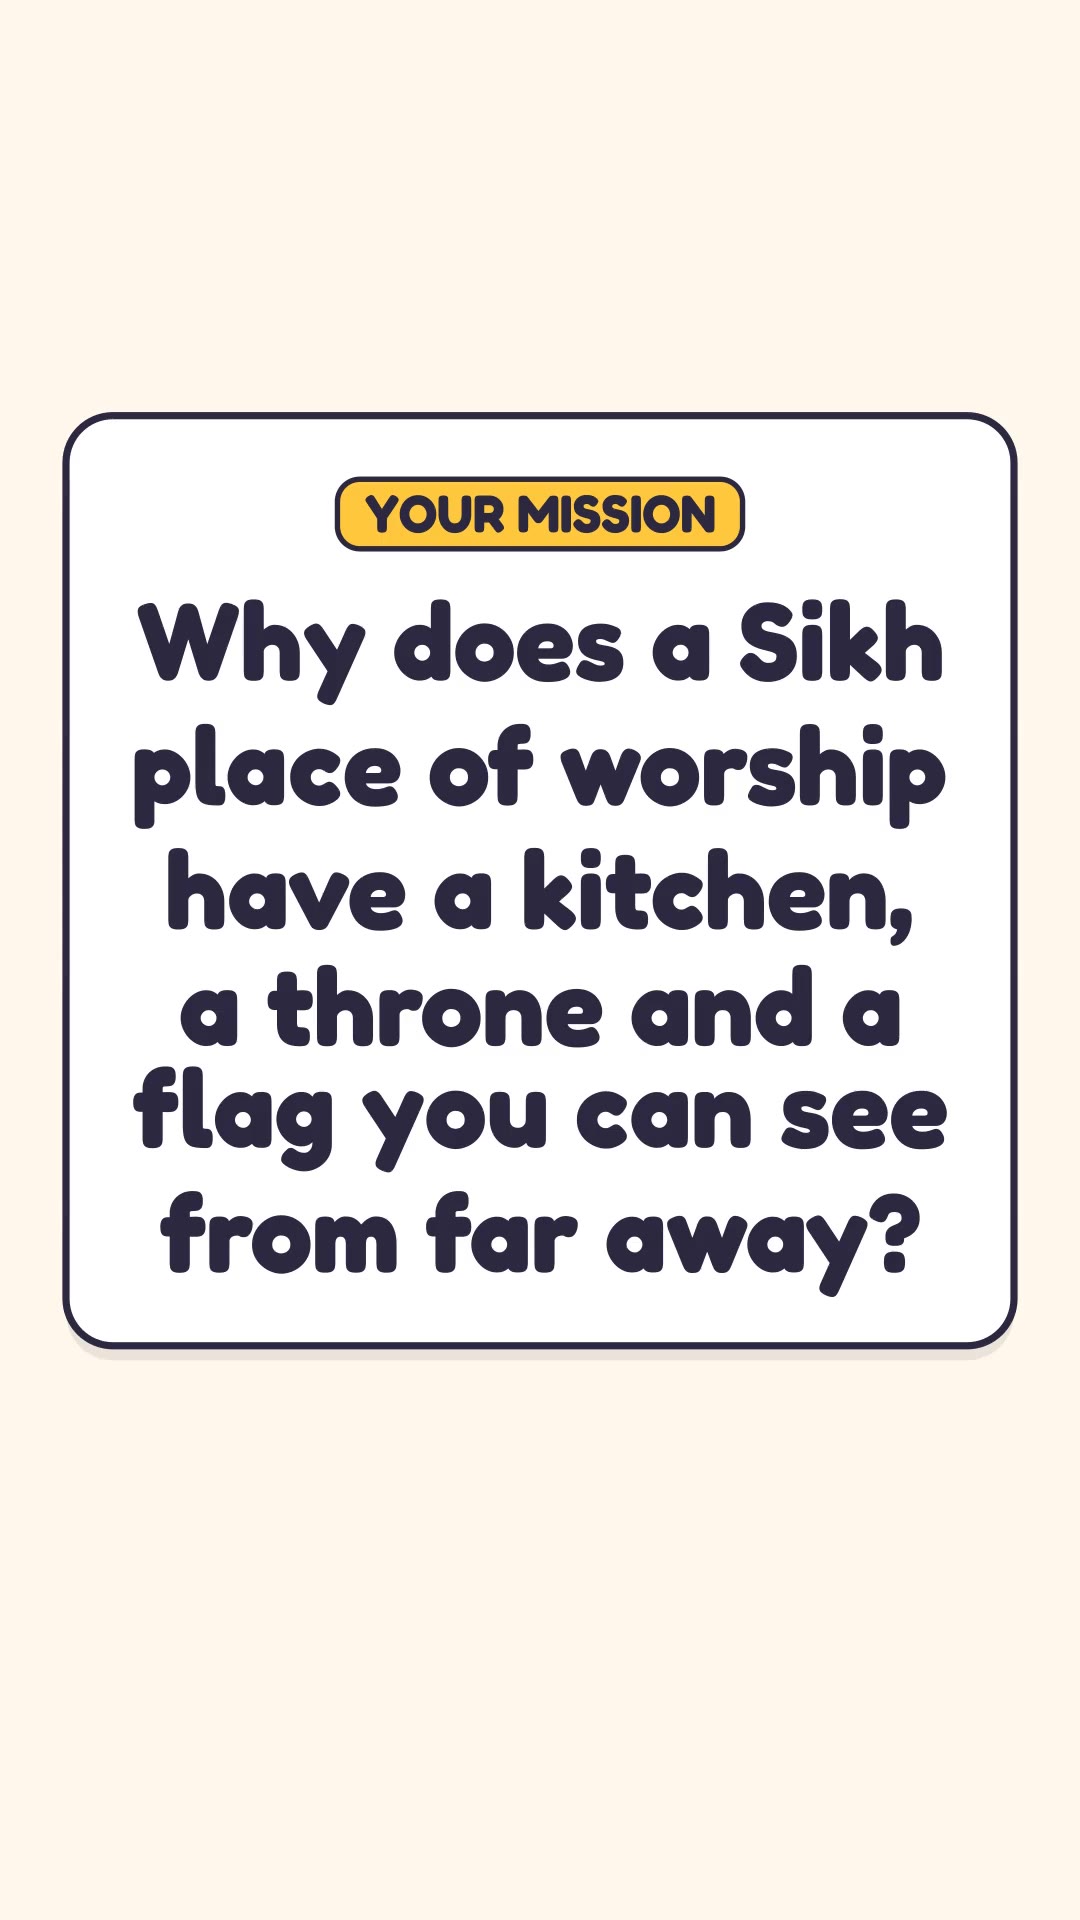 YOUR MISSION
Why does a Sikh
place of worship
have a kitchen,
a throne and a
flag you can see
from far away?